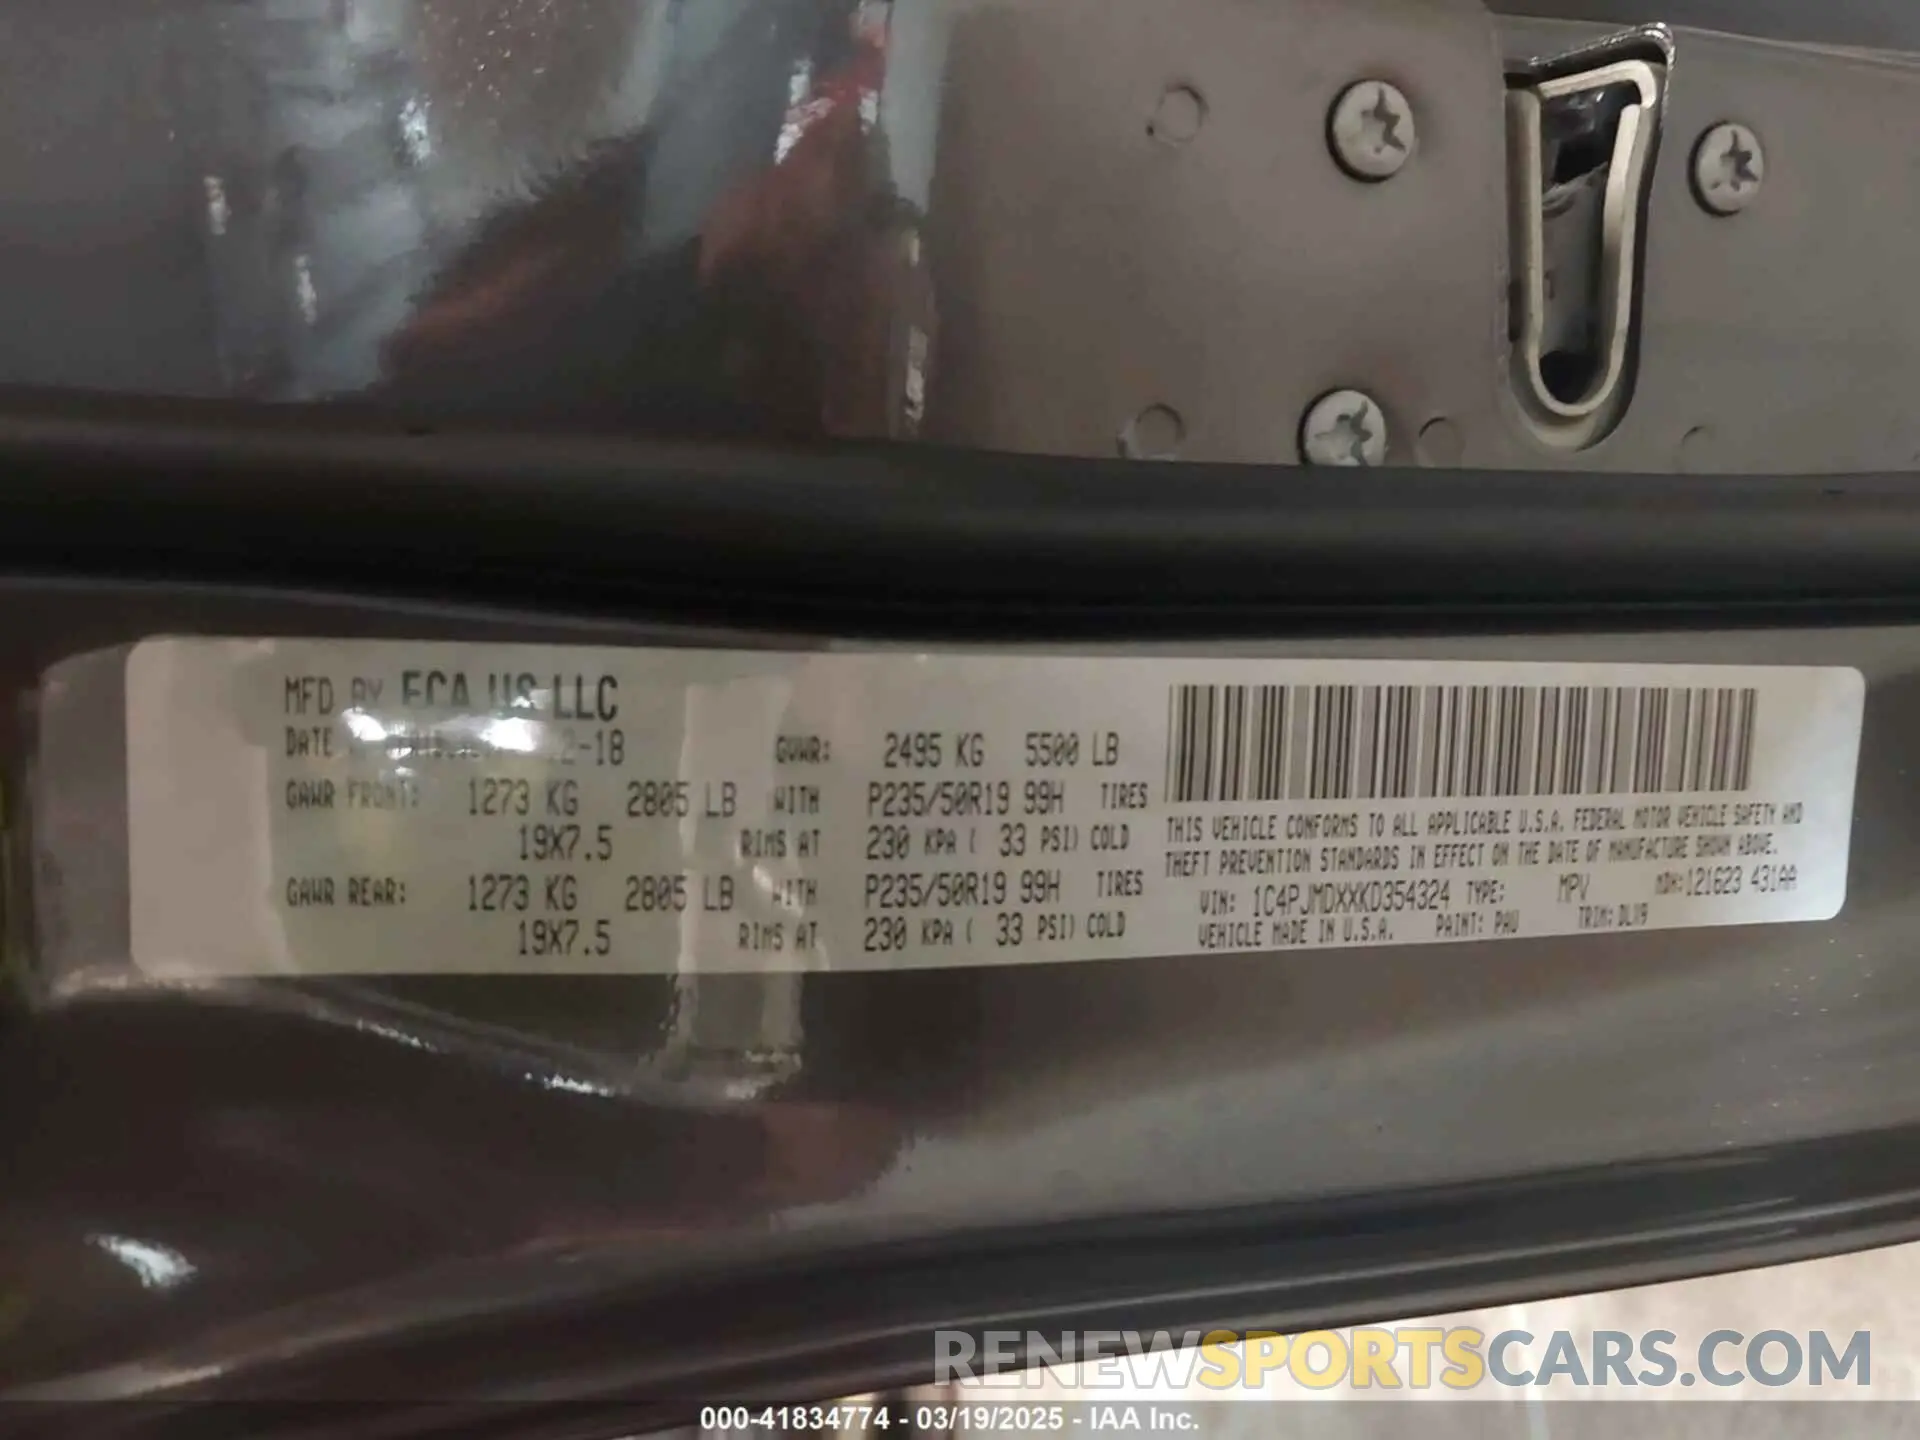 MFD BY FCA US LLC
DATE 2-18 GVWR: 2495 KG 5500 LB
GAWR FRONT: 1273 KG 2805 LB WITH P235/50R19 99H TIRES
19X7.5 RIMS AT 230 KPA ( 33 PSI) COLD
GAWR REAR: 1273 KG 2805 LB WITH P235/50R19 99H TIRES
19X7.5 RIMS AT 230 KPA ( 33 PSI) COLD
THIS VEHICLE CONFORMS TO ALL APPLICABLE U.S.A. FEDERAL MOTOR VEHICLE SAFETY AND
THEFT PREVENTION STANDARDS IN EFFECT ON THE DATE OF MANUFACTURE SHOWN ABOVE.
VIN: 1C4PJMDXXKD354324 TYPE: MPV MDH:121623 431AA
VEHICLE MADE IN U.S.A. PAINT: PAU TRIM: DLV9
RENEWSPORTSCARS.COM
000-41834774 - 03/19/2025 - IAA Inc.